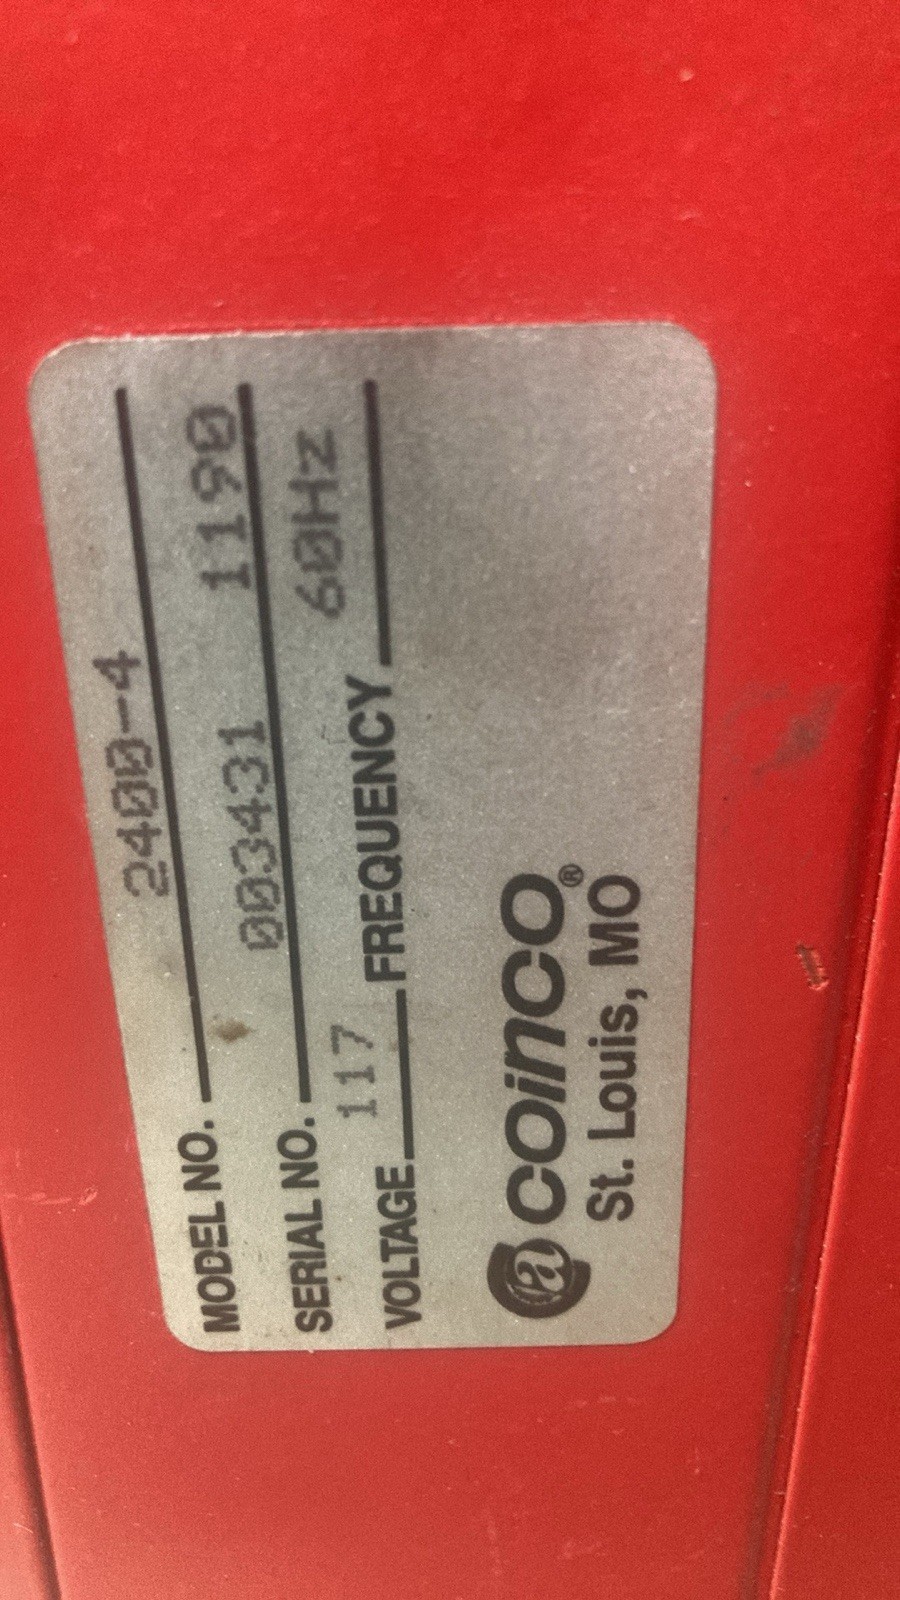 MODEL NO. 2400-4
SERIAL NO. 003431 1190
VOLTAGE 117 FREQUENCY 60Hz
coinco®
St. Louis, MO